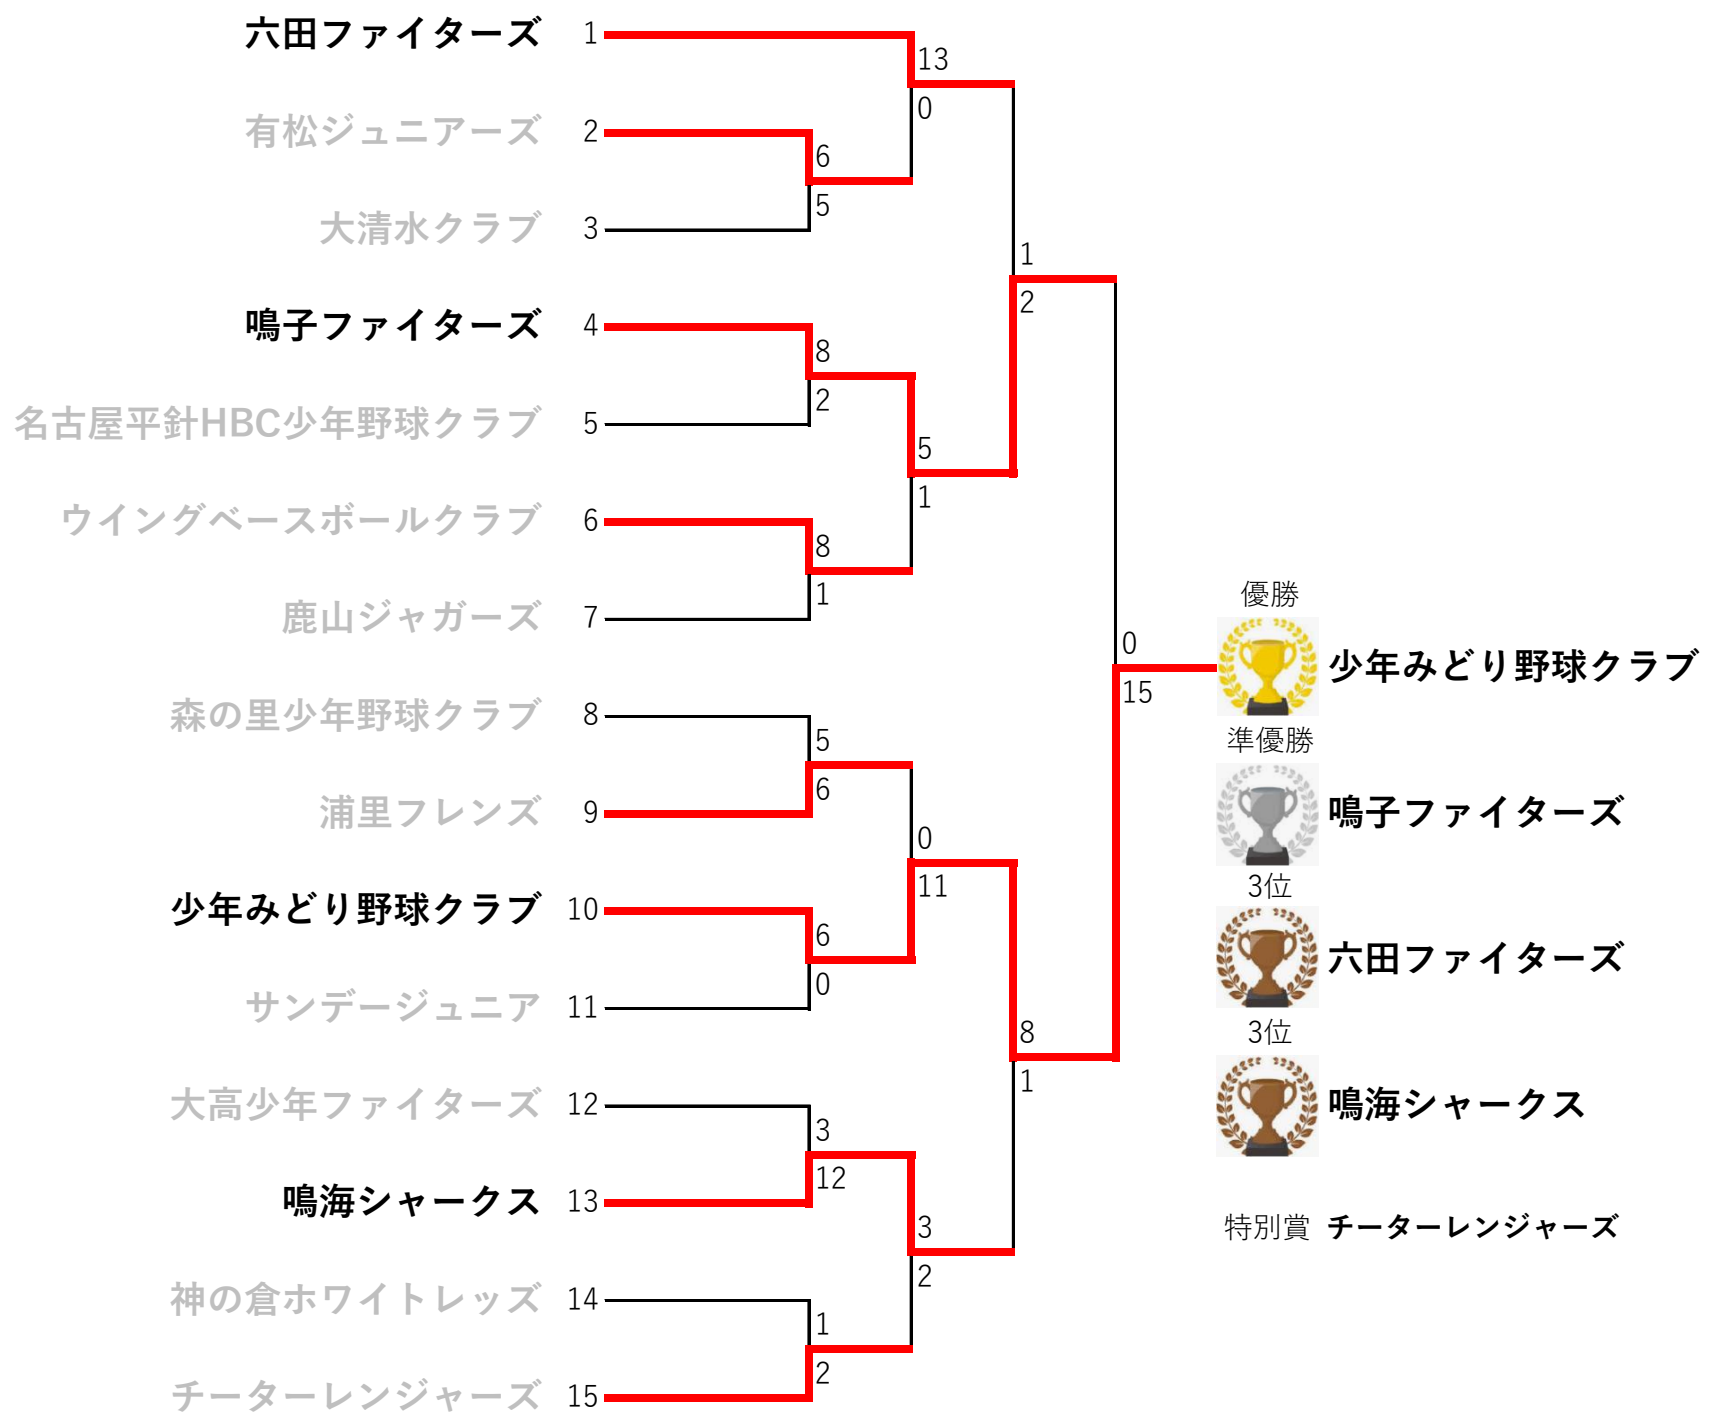 六田ファイターズ 1
13
0
有松ジュニアーズ 2
6
5
大清水クラブ 3
1
2
鳴子ファイターズ 4
8
2
名古屋平針HBC少年野球クラブ 5
5
1
ウイングベースボールクラブ 6
8
1
鹿山ジャガーズ 7
0
15
森の里少年野球クラブ 8
5
6
浦里フレンズ 9
0
11
少年みどり野球クラブ 10
6
0
サンデージュニア 11
8
1
大高少年ファイターズ 12
3
12
鳴海シャークス 13
3
2
神の倉ホワイトレッズ 14
1
2
チーターレンジャーズ 15
優勝
少年みどり野球クラブ
準優勝
鳴子ファイターズ
3位
六田ファイターズ
3位
鳴海シャークス
特別賞 チーターレンジャーズ